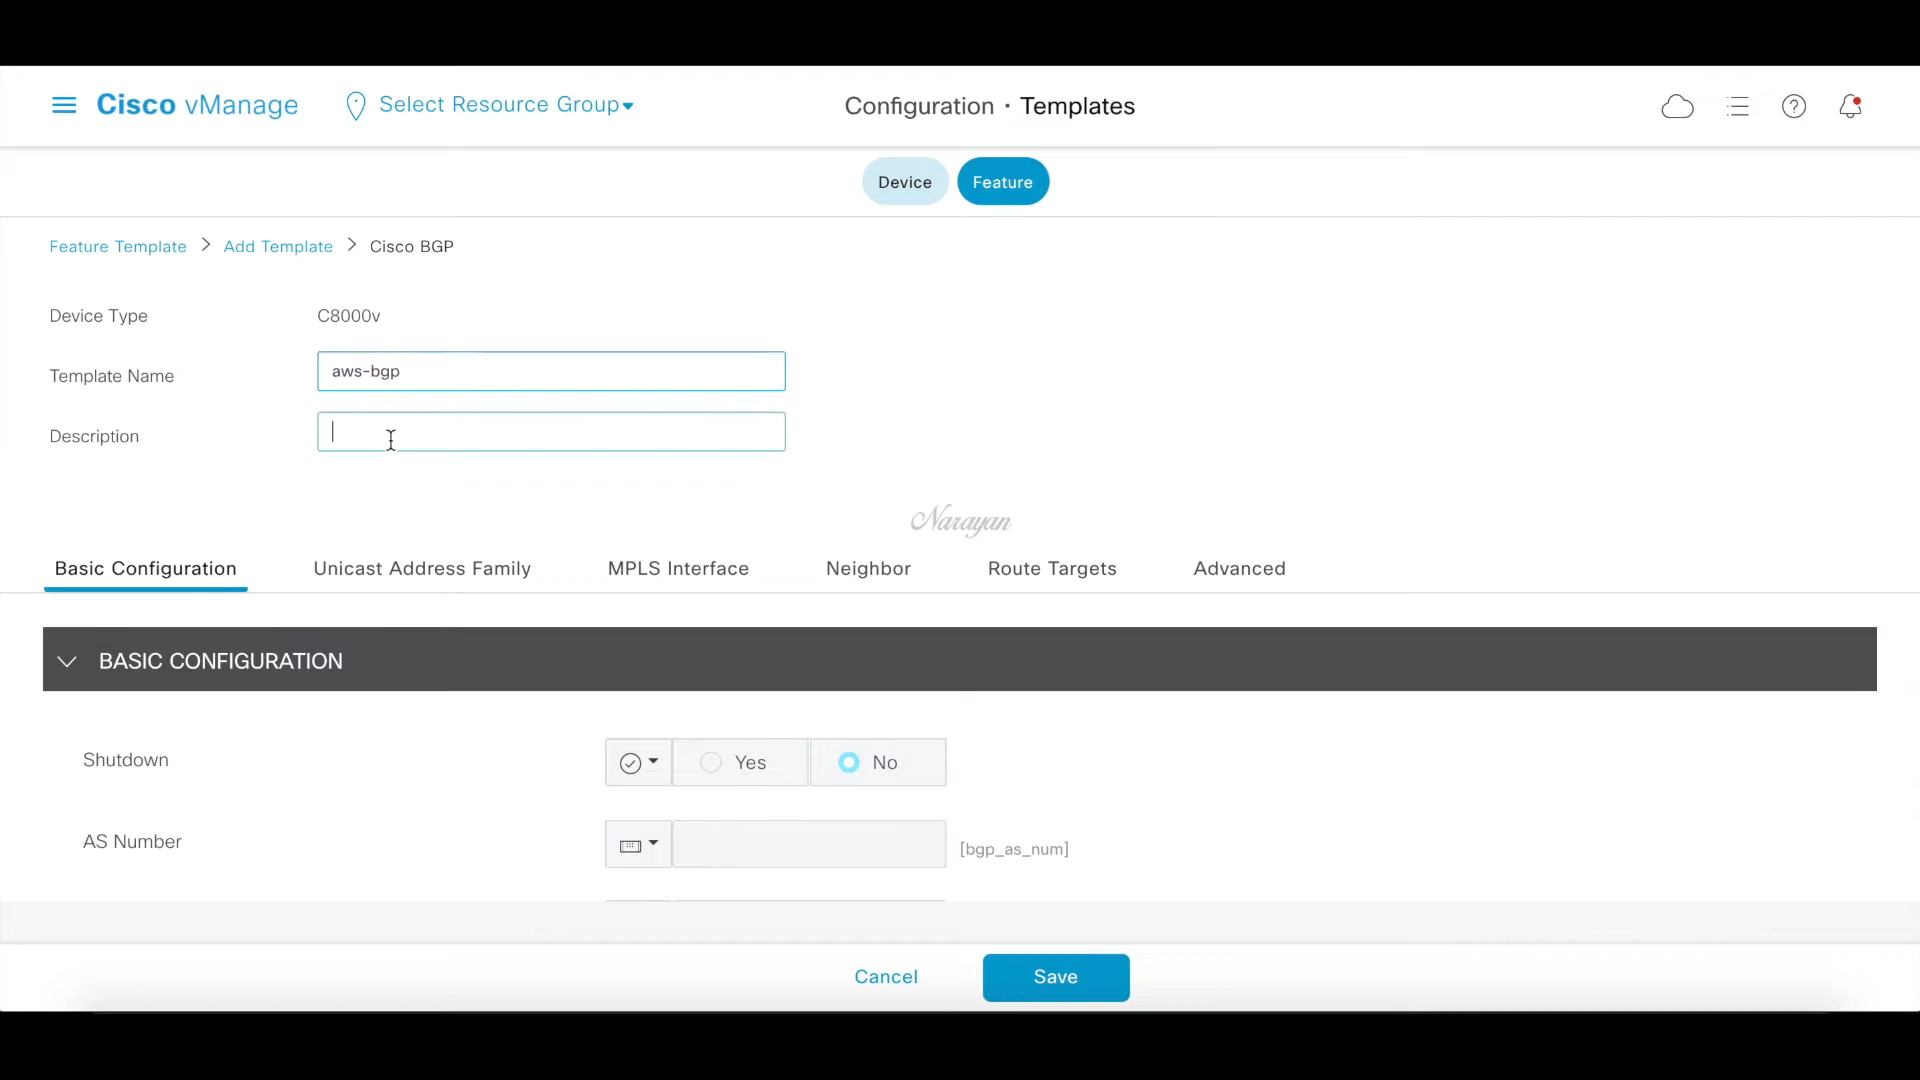 Cisco vManage
Select Resource Group
Configuration · Templates
Device
Feature
Feature Template > Add Template > Cisco BGP
Device Type
C8000v
Template Name
aws-bgp
Description
Narayan
Basic Configuration
Unicast Address Family
MPLS Interface
Neighbor
Route Targets
Advanced
BASIC CONFIGURATION
Shutdown
Yes
No
AS Number
[bgp_as_num]
Cancel
Save